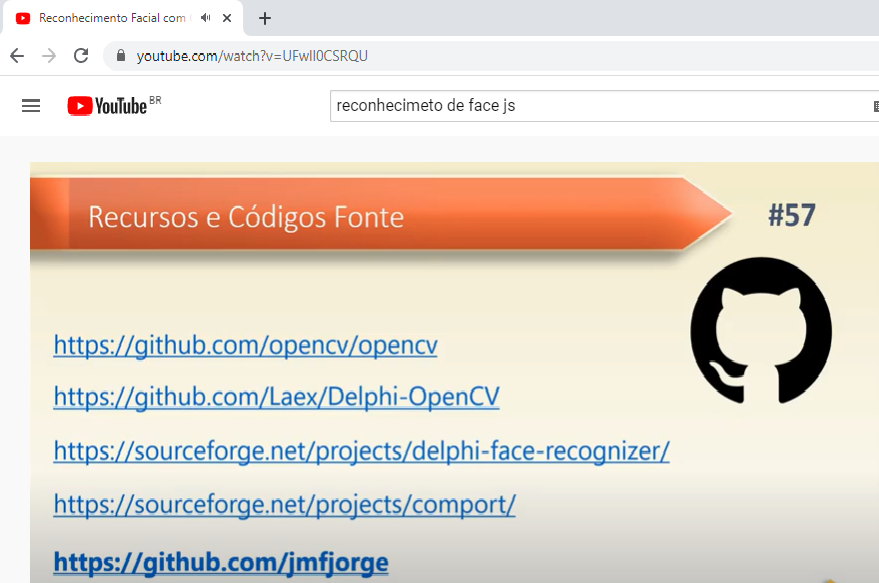 Reconhecimento Facial com
youtube.com/watch?v=UFwlI0CSRQU
YouTube BR
reconhecimeto de face js
Recursos e Códigos Fonte
#57
https://github.com/opencv/opencv
https://github.com/Laex/Delphi-OpenCV
https://sourceforge.net/projects/delphi-face-recognizer/
https://sourceforge.net/projects/comport/
https://github.com/jmfjorge